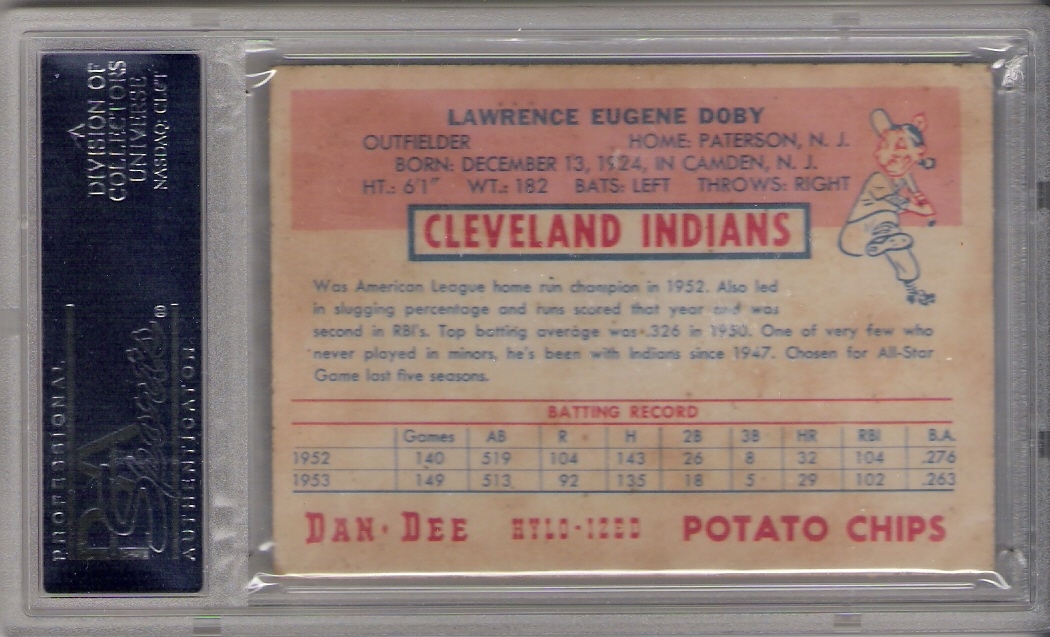 DIVISION OF
COLLECTORS
UNIVERSE
NASDAQ: CLCT
PROFESSIONAL
PSA
Sports
®
AUTHENTICATOR
LAWRENCE EUGENE DOBY
OUTFIELDER HOME: PATERSON, N. J.
BORN: DECEMBER 13, 1924, IN CAMDEN, N. J.
HT.: 6'1" WT.: 182 BATS: LEFT THROWS: RIGHT
CLEVELAND INDIANS
Was American League home run champion in 1952. Also led
in slugging percentage and runs scored that year and was
second in RBI's. Top batting average was .326 in 1950. One of very few who
never played in minors, he's been with Indians since 1947. Chosen for All-Star
Game last five seasons.
BATTING RECORD
Games AB R H 2B 3B HR RBI B.A.
1952 140 519 104 143 26 8 32 104 .276
1953 149 513 92 135 18 5 29 102 .263
DAN·DEE HYLO-IZED POTATO CHIPS